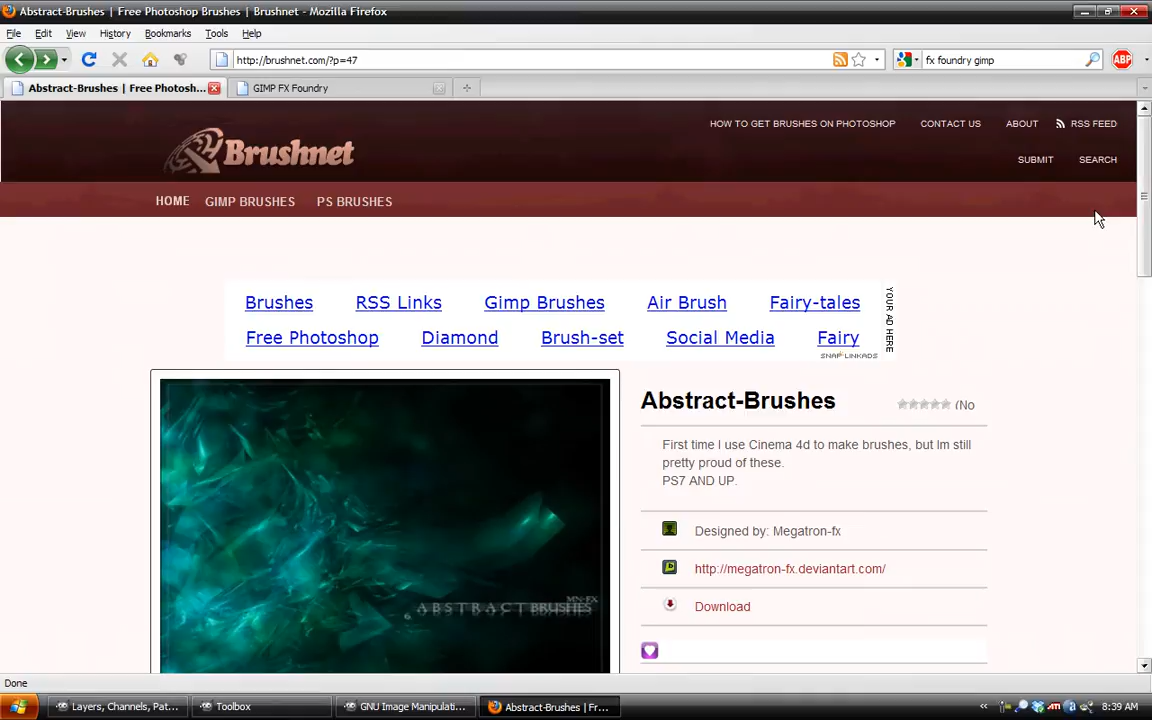 Abstract-Brushes | Free Photoshop Brushes | Brushnet - Mozilla Firefox
File Edit View History Bookmarks Tools Help
http://brushnet.com/?p=47
fx foundry gimp
ABP
Abstract-Brushes | Free Photosh...
GIMP FX Foundry
HOW TO GET BRUSHES ON PHOTOSHOP CONTACT US ABOUT RSS FEED
Brushnet
SUBMIT SEARCH
HOME GIMP BRUSHES PS BRUSHES
Brushes RSS Links Gimp Brushes Air Brush Fairy-tales
Free Photoshop Diamond Brush-set Social Media Fairy
YOUR AD HERE
SNAP LINKADS
Abstract-Brushes (No
First time I use Cinema 4d to make brushes, but Im still
pretty proud of these.
PS7 AND UP.
Designed by: Megatron-fx
http://megatron-fx.deviantart.com/
Download
MN-FX
ABSTRACT BRUSHES
Done
Layers, Channels, Pat...
Toolbox
GNU Image Manipulati...
Abstract-Brushes | Fr...
8:39 AM